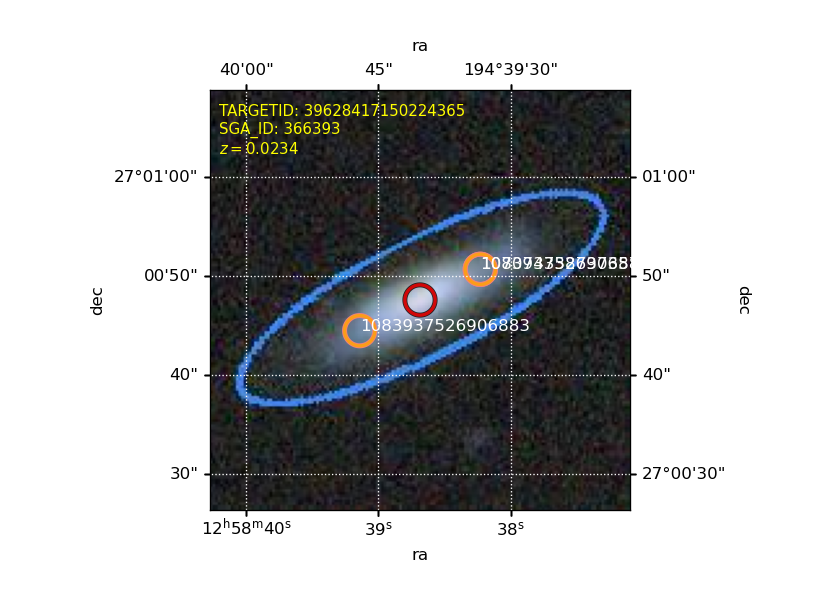 ra
40'00" 45" 194°39'30"
TARGETID: 39628417150224365
SGA_ID: 366393
z = 0.0234
27°01'00" 01'00"
00'50" 50"
1083937526906883
dec dec
40" 40"
30" 27°00'30"
12h58m40s 39s 38s
ra